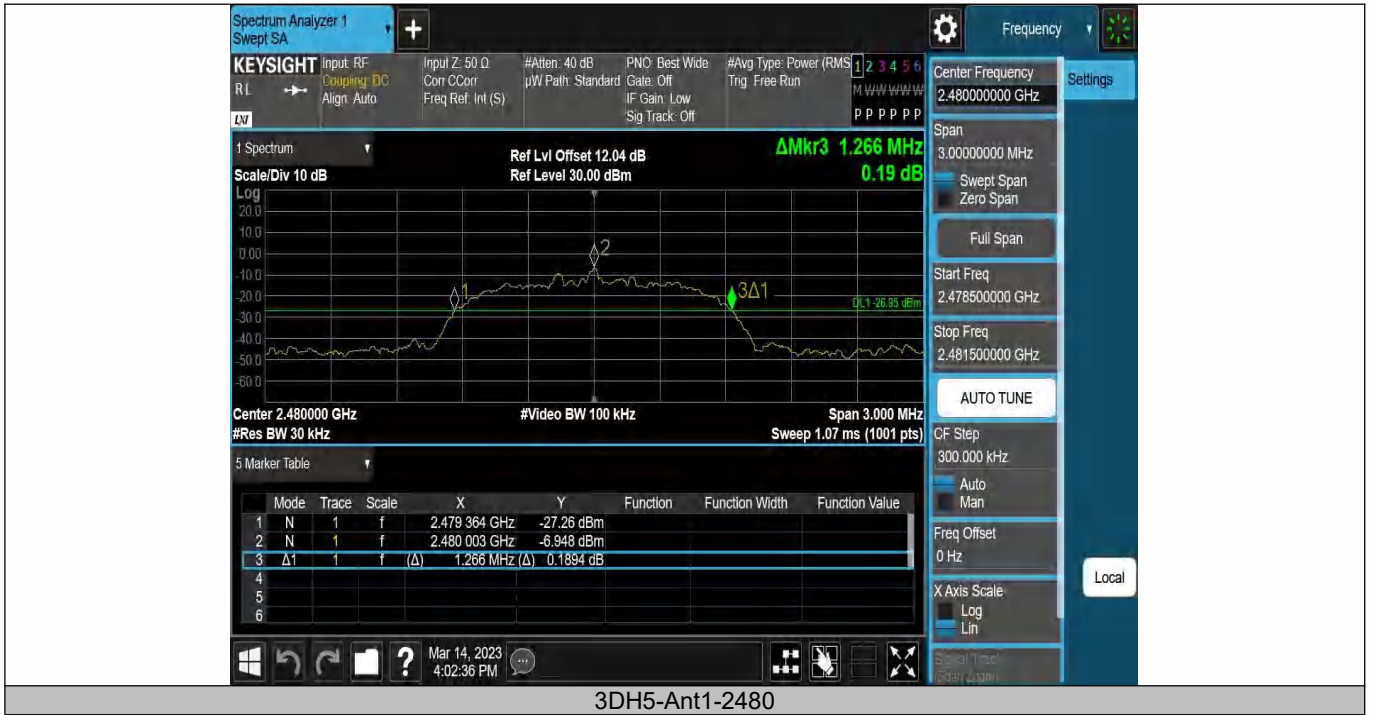 Spectrum Analyzer 1
Swept SA
+
Frequency
KEYSIGHT
RL
LXI
Input: RF
Coupling: DC
Align: Auto
Input Z: 50 Ω
Corr CCorr
Freq Ref: Int (S)
#Atten: 40 dB
µW Path: Standard
PNO: Best Wide
Gate: Off
IF Gain: Low
Sig Track: Off
#Avg Type: Power (RMS
Trig: Free Run
1 2 3 4 5 6
M W W W W W
P P P P P P
1 Spectrum
Scale/Div 10 dB
Ref Lvl Offset 12.04 dB
Ref Level 30.00 dBm
ΔMkr3 1.266 MHz
0.19 dB
Log
20.0
10.0
0.00
-10.0
-20.0
-30.0
-40.0
-50.0
-60.0
1
2
3Δ1
DL1 -26.95 dBm
Center 2.480000 GHz
#Video BW 100 kHz
Span 3.000 MHz
#Res BW 30 kHz
Sweep 1.07 ms (1001 pts)
5 Marker Table
Mode Trace Scale X Y Function Function Width Function Value
1 N 1 f 2.479 364 GHz -27.26 dBm
2 N 1 f 2.480 003 GHz -6.948 dBm
3 Δ1 1 f (Δ) 1.266 MHz (Δ) 0.1894 dB
4
5
6
?
Mar 14, 2023
4:02:36 PM
Center Frequency
2.480000000 GHz
Settings
Span
3.00000000 MHz
Swept Span
Zero Span
Full Span
Start Freq
2.478500000 GHz
Stop Freq
2.481500000 GHz
AUTO TUNE
CF Step
300.000 kHz
Auto
Man
Freq Offset
0 Hz
X Axis Scale
Log
Lin
Local
Signal Track
(Span Zoom)
3DH5-Ant1-2480